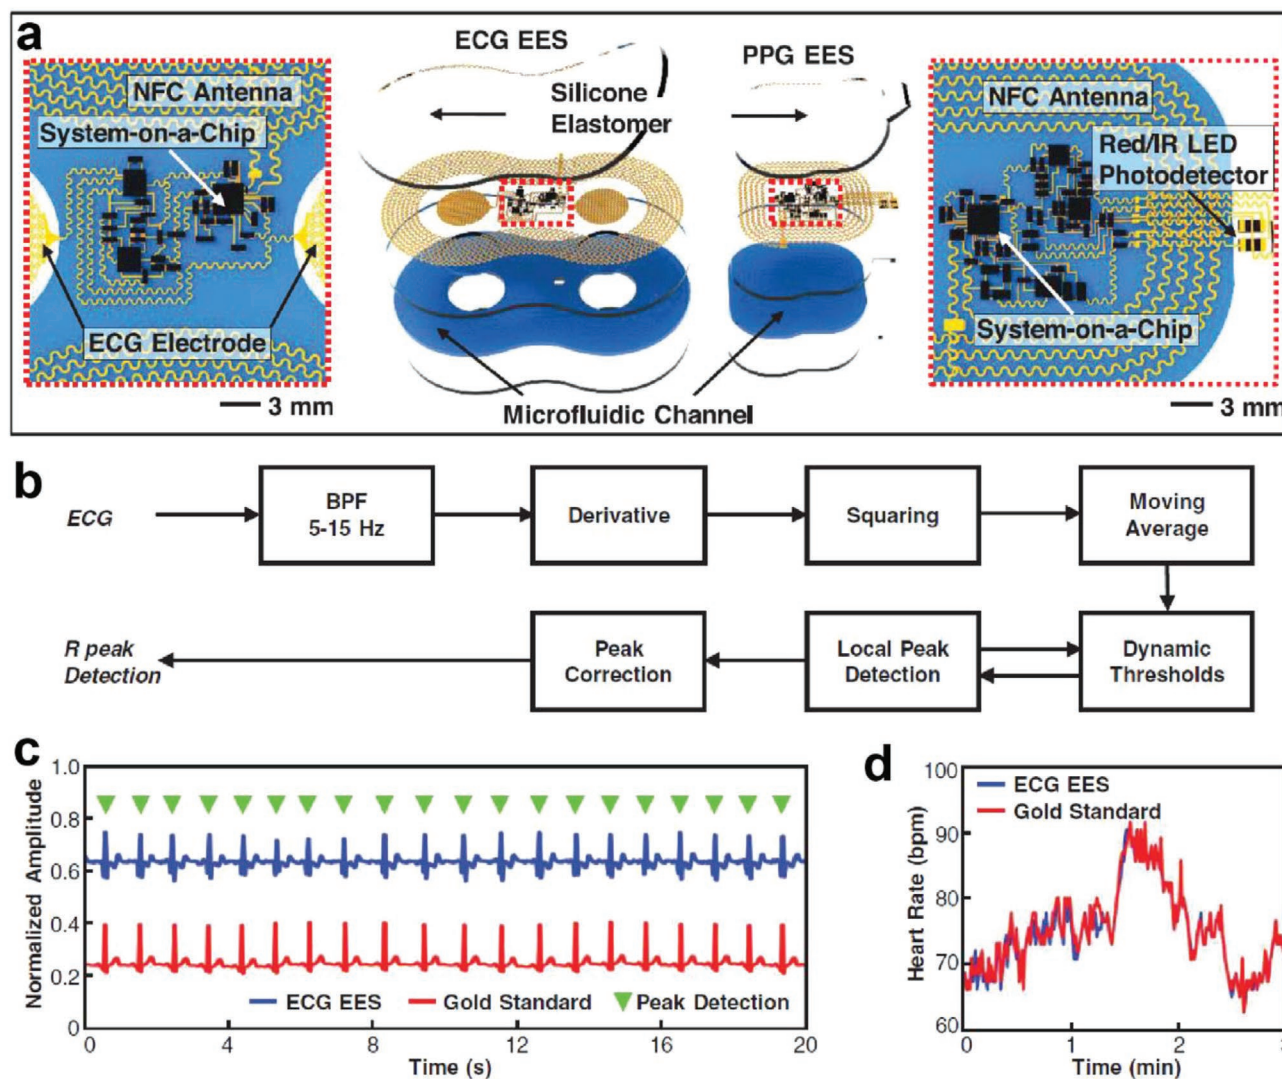 a
ECG EES
PPG EES
NFC Antenna
System-on-a-Chip
ECG Electrode
3 mm
Silicone
Elastomer
Microfluidic Channel
NFC Antenna
Red/IR LED
Photodetector
System-on-a-Chip
3 mm
b
ECG
BPF
5-15 Hz
Derivative
Squaring
Moving
Average
R peak
Detection
Peak
Correction
Local Peak
Detection
Dynamic
Thresholds
c
Normalized Amplitude
1.0
0.8
0.6
0.4
0.2
0
ECG EES
Gold Standard
Peak Detection
0
4
8
12
16
20
Time (s)
d
Heart Rate (bpm)
100
90
80
70
60
ECG EES
Gold Standard
0
1
2
Time (min)